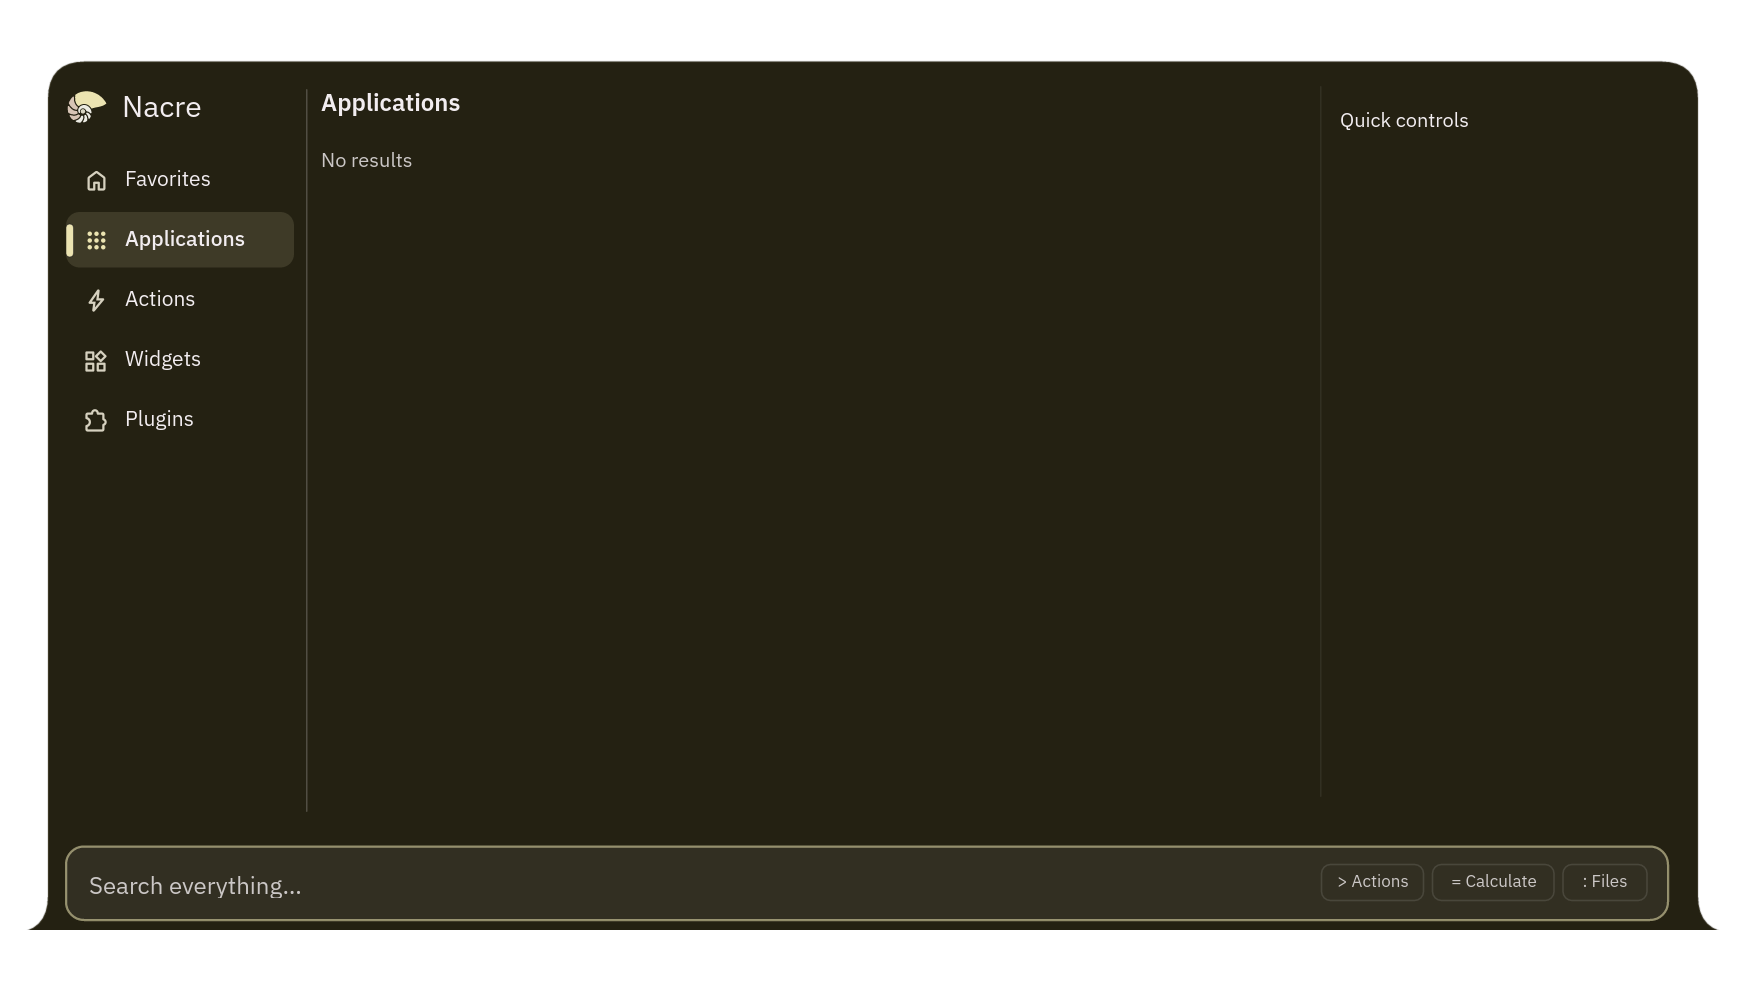 Nacre
Favorites
Applications
Actions
Widgets
Plugins
Applications
No results
Quick controls
Search everything...
> Actions
= Calculate
: Files